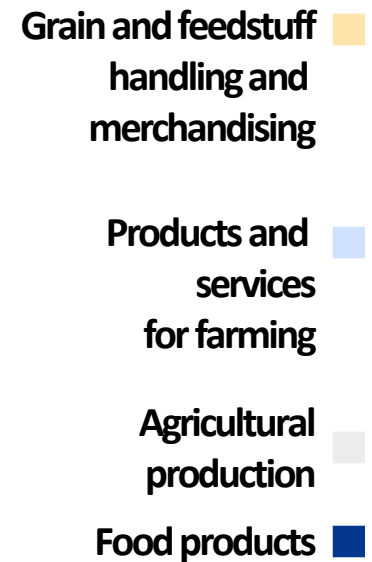 Grain and feedstuff
handling and
merchandising
Products and
services
for farming
Agricultural
production
Food products